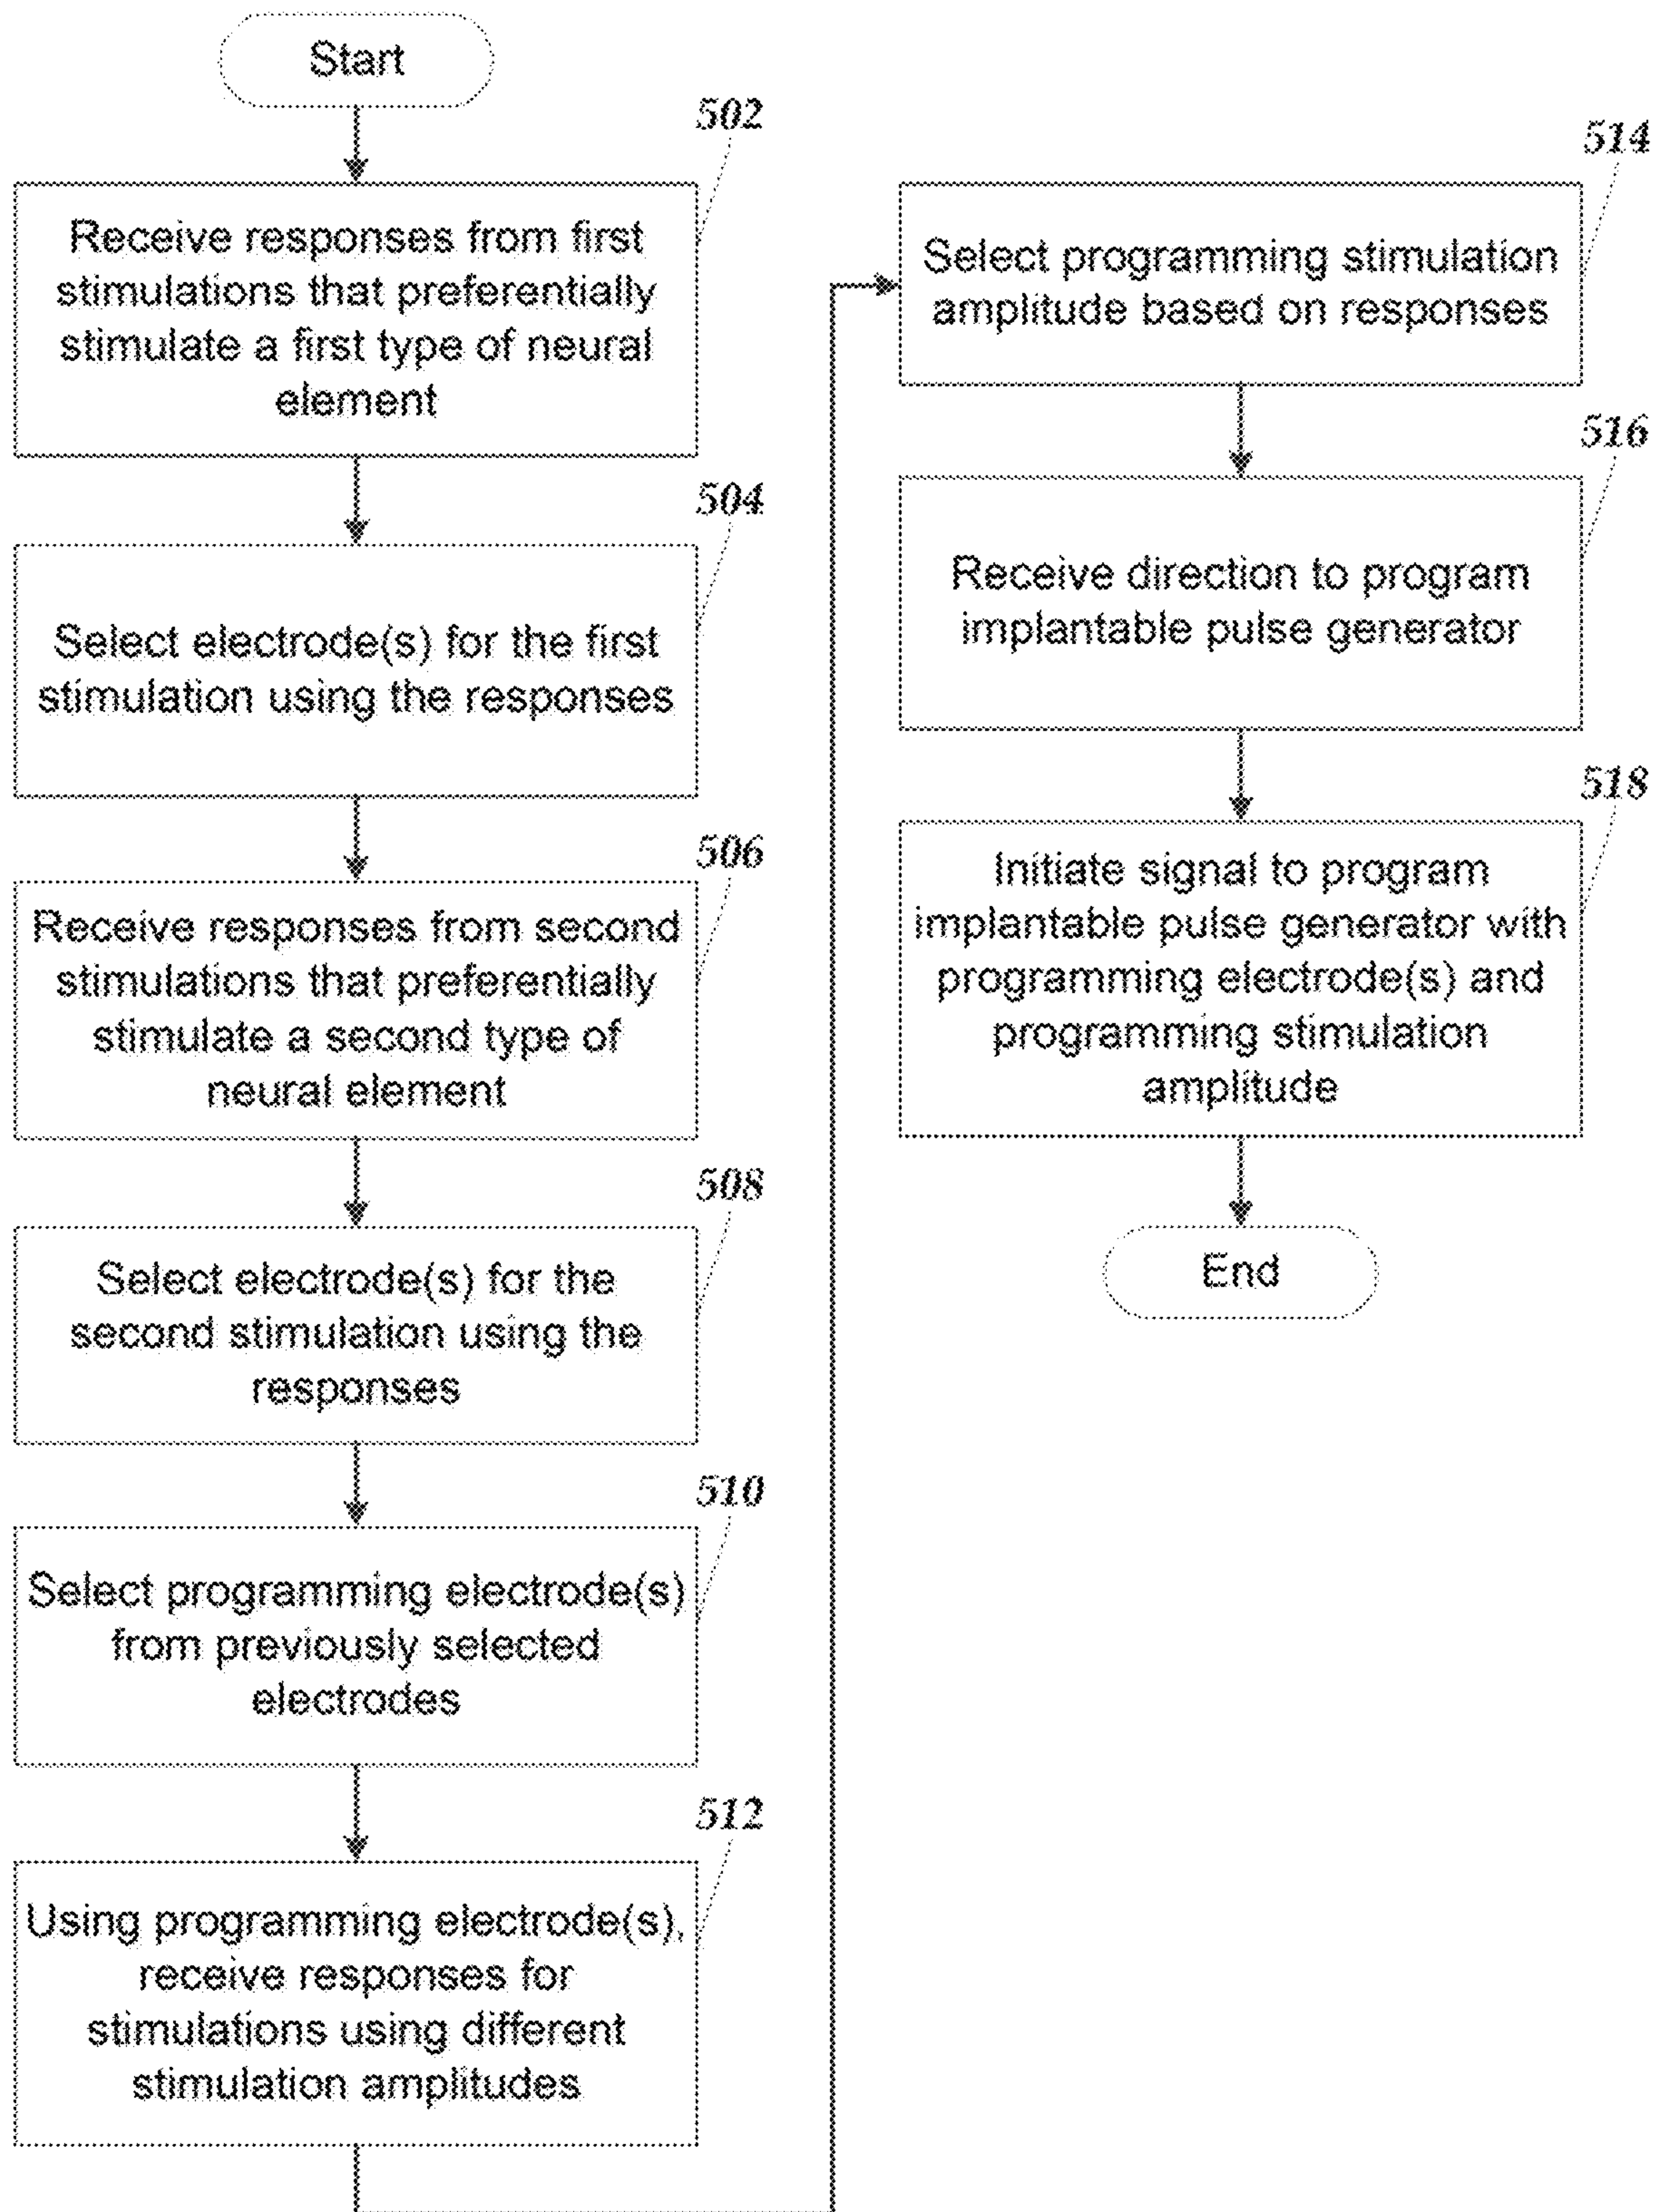 Start
502
Receive responses from first
stimulations that preferentially
stimulate a first type of neural
element
504
Select electrode(s) for the first
stimulation using the responses
506
Receive responses from second
stimulations that preferentially
stimulate a second type of
neural element
508
Select electrode(s) for the
second stimulation using the
responses
510
Select programming electrode(s)
from previously selected
electrodes
512
Using programming electrode(s),
receive responses for
stimulations using different
stimulation amplitudes
514
Select programming stimulation
amplitude based on responses
516
Receive direction to program
implantable pulse generator
518
Initiate signal to program
implantable pulse generator with
programming electrode(s) and
programming stimulation
amplitude
End